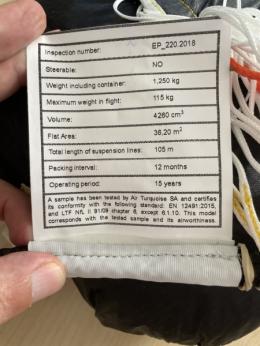 Inspection number: EP_220.2018
Steerable: NO
Weight including container: 1,250 kg
Maximum weight in flight: 115 kg
Volume: 4260 cm³
Flat Area: 36,20 m²
Total length of suspension lines: 105 m
Packing interval: 12 months
Operating period: 15 years
A sample has been tested by Air Turquoise SA and certifies
its conformity with the following standard: EN 12491:2015,
and LTF NfL II 91/09 chapter 6, except 6.1.10. This model
corresponds with the tested sample and its airworthiness.